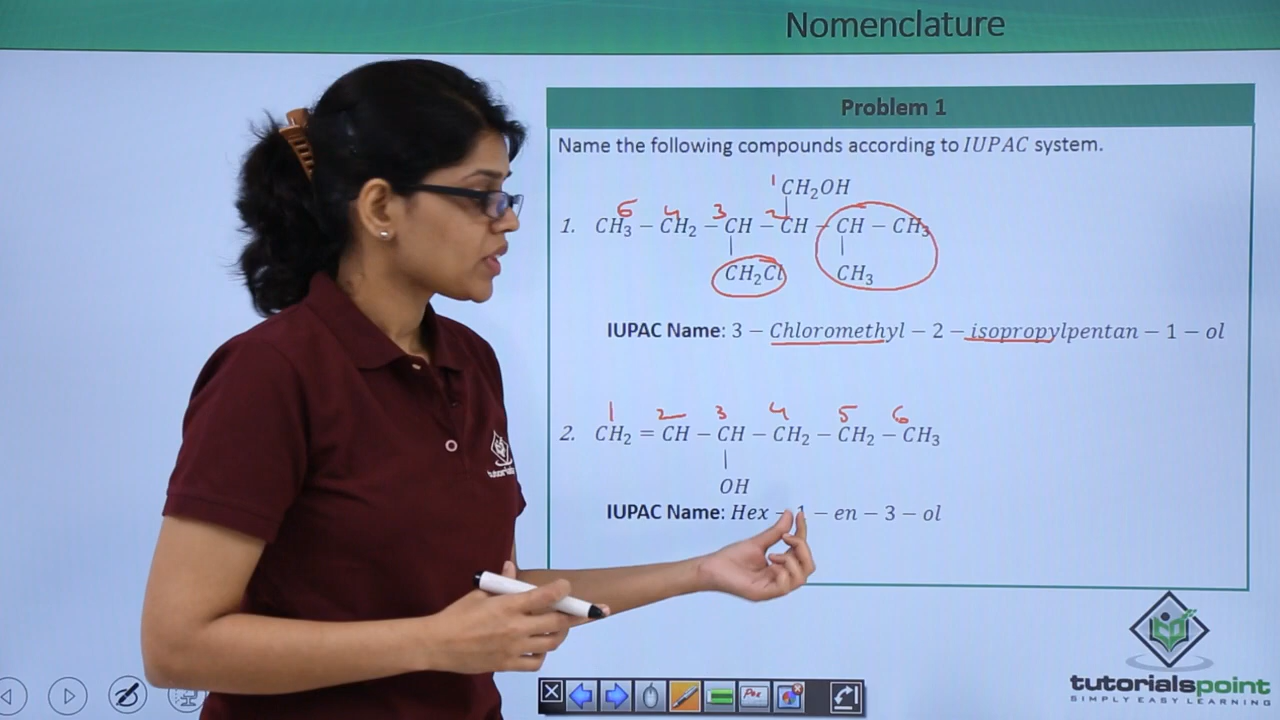 Nomenclature
Problem 1
Name the following compounds according to IUPAC system.
1 CH₂OH
5 4 3 2
1. CH₃ – CH₂ – CH – CH – CH – CH₃
CH₂Cl CH₃
IUPAC Name: 3 – Chloromethyl – 2 – isopropylpentan – 1 – ol
1 2 3 4 5 6
2. CH₂ = CH – CH – CH₂ – CH₂ – CH₃
OH
IUPAC Name: Hex – 1 – en – 3 – ol
tutorialspoint
SIMPLY EASY LEARNING